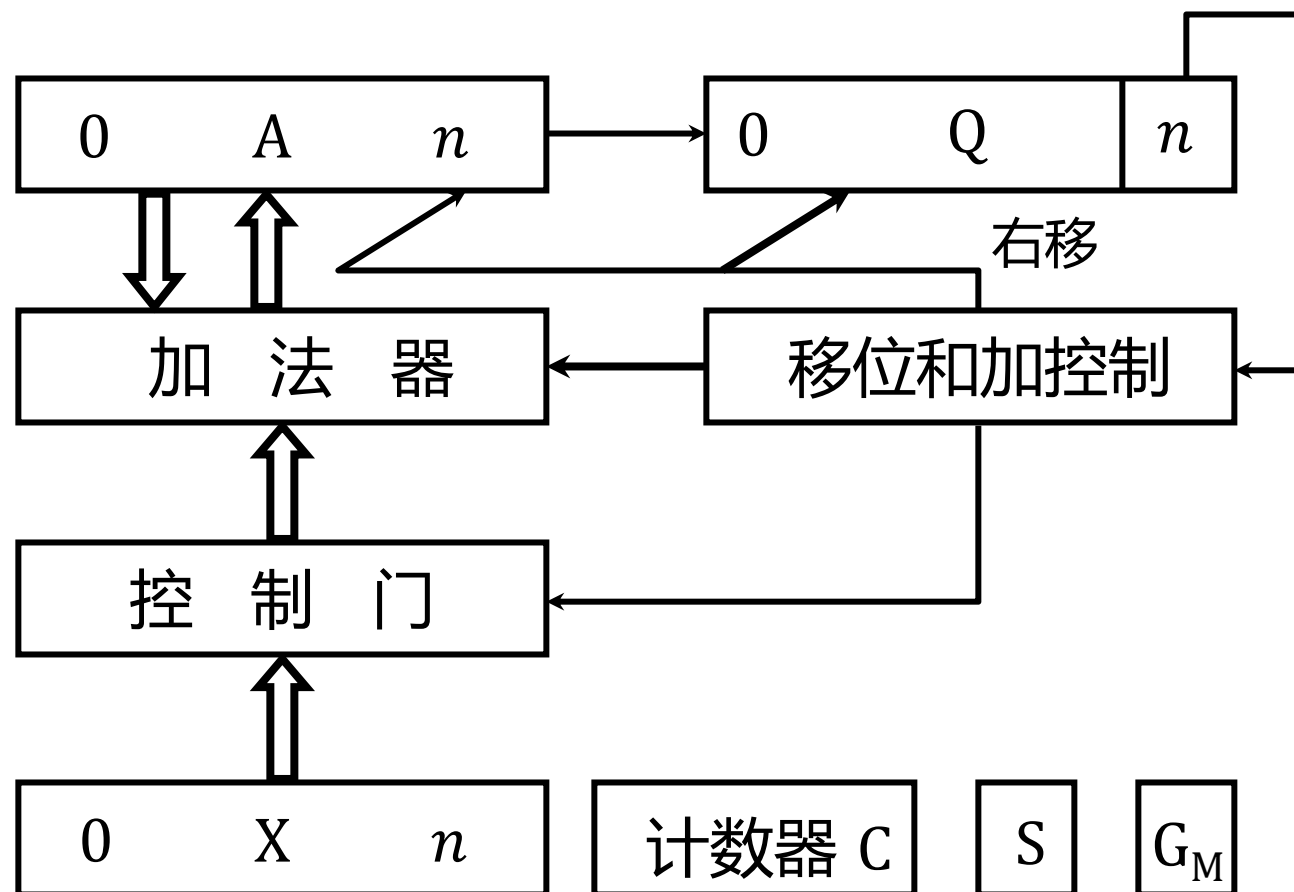 0 A n
0 Q n
右移
加 法 器
移位和加控制
控 制 门
0 X n
计数器 C
S
G_M